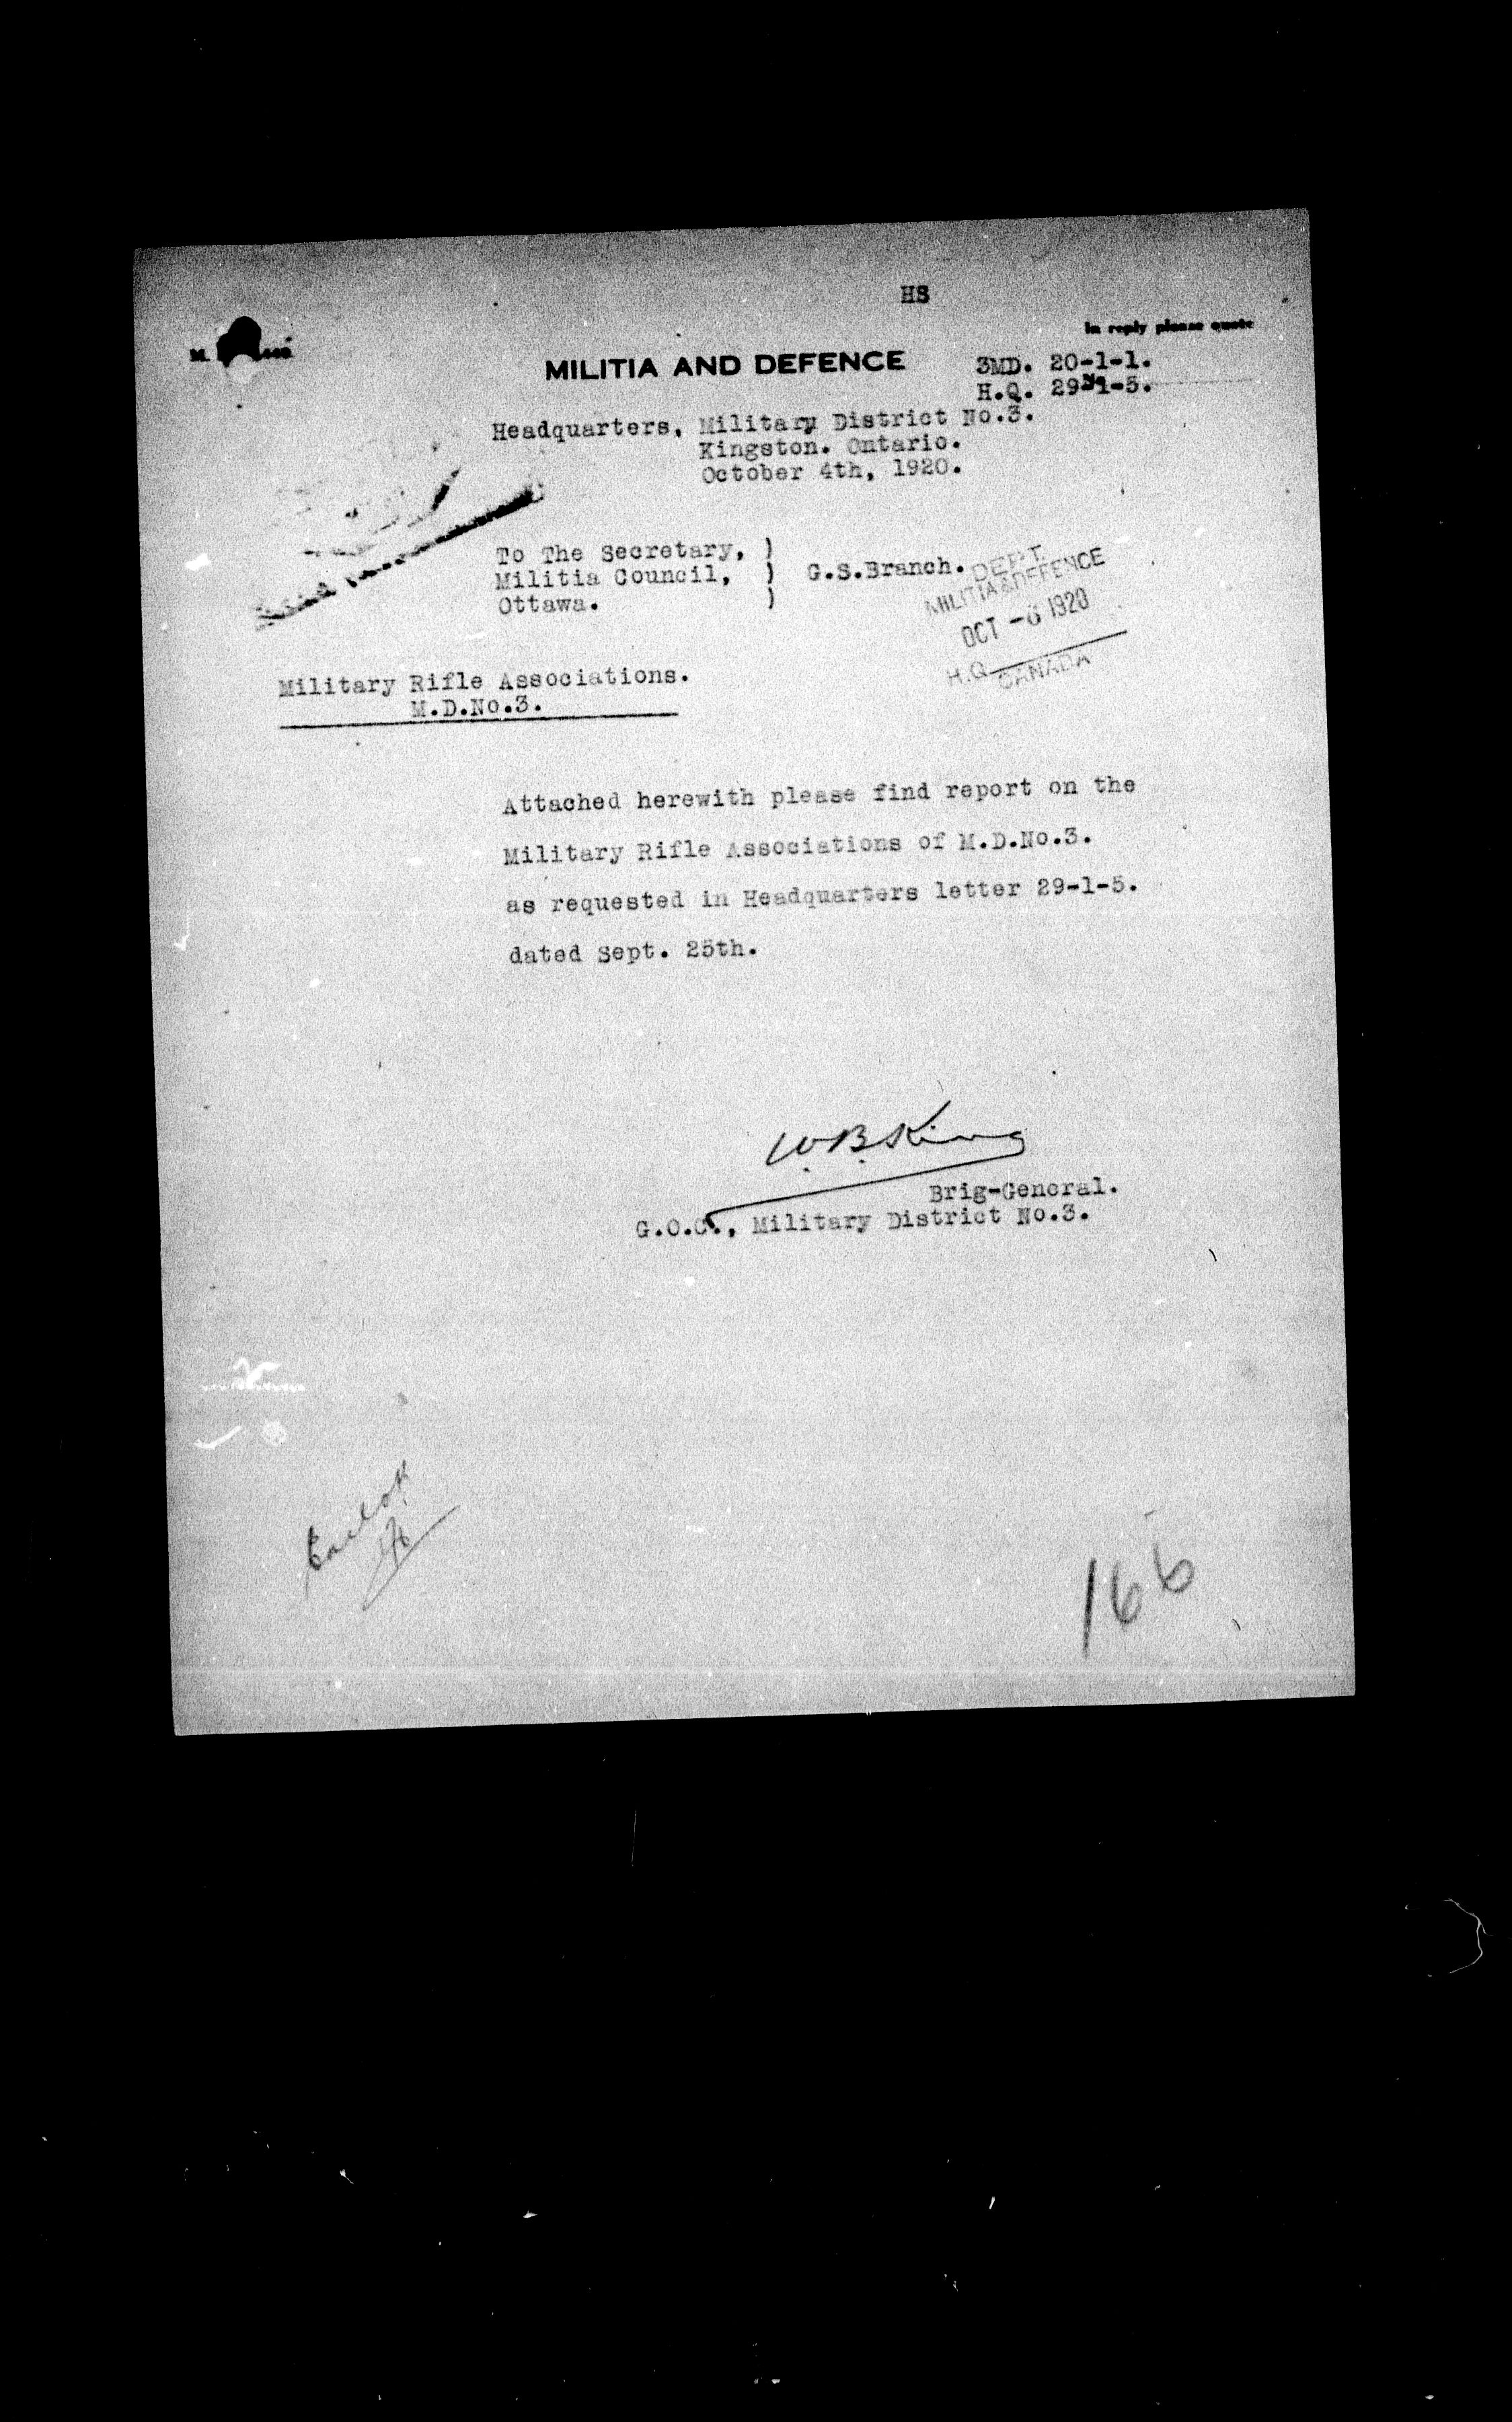 HS
In reply please quote
MILITIA AND DEFENCE
3MD. 20-1-1.
H.Q. 29-1-5.
Headquarters, Military District No.3.
Kingston. Ontario.
October 4th, 1920.
To The Secretary, )
Militia Council, ) G.S.Branch.
Ottawa. )
DEPT.
MILITIA & DEFENCE
OCT -6 1920
H.Q.
CANADA
Military Rifle Associations.
M.D.No.3.
Attached herewith please find report on the
Military Rifle Associations of M.D.No.3.
as requested in Headquarters letter 29-1-5.
dated Sept. 25th.
W.B. King
Brig-General.
G.O.C., Military District No.3.
166